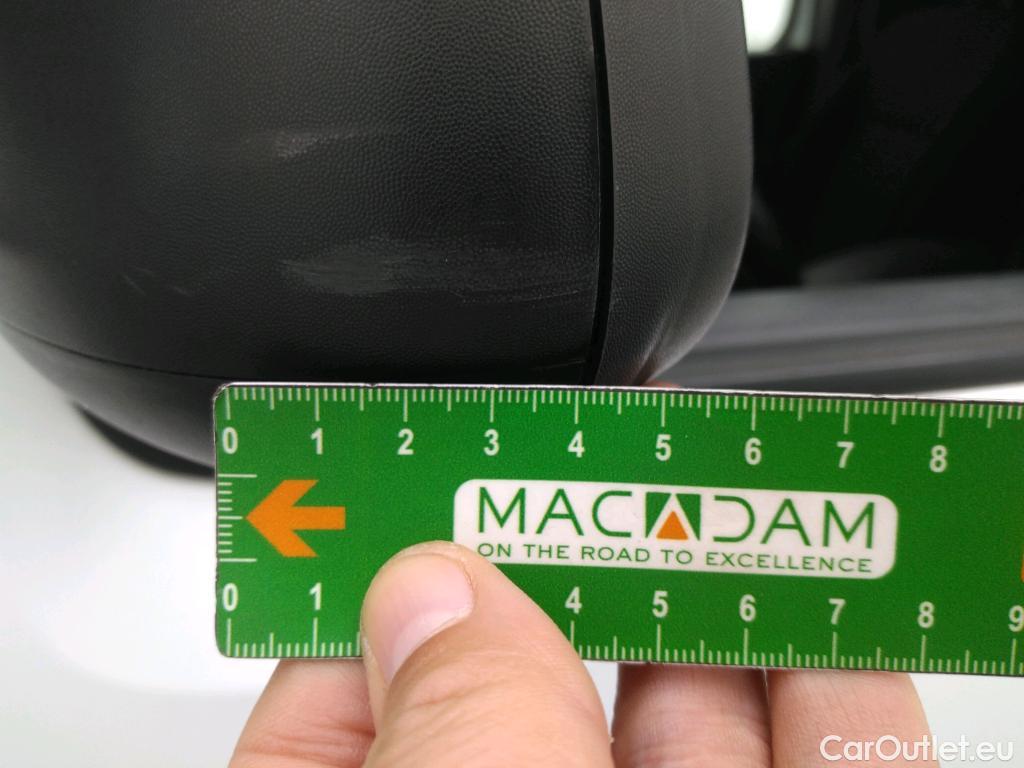 0 1 2 3 4 5 6 7 8
MACADAM
ON THE ROAD TO EXCELLENCE
0 1 4 5 6 7 8 9
CarOutlet.eu